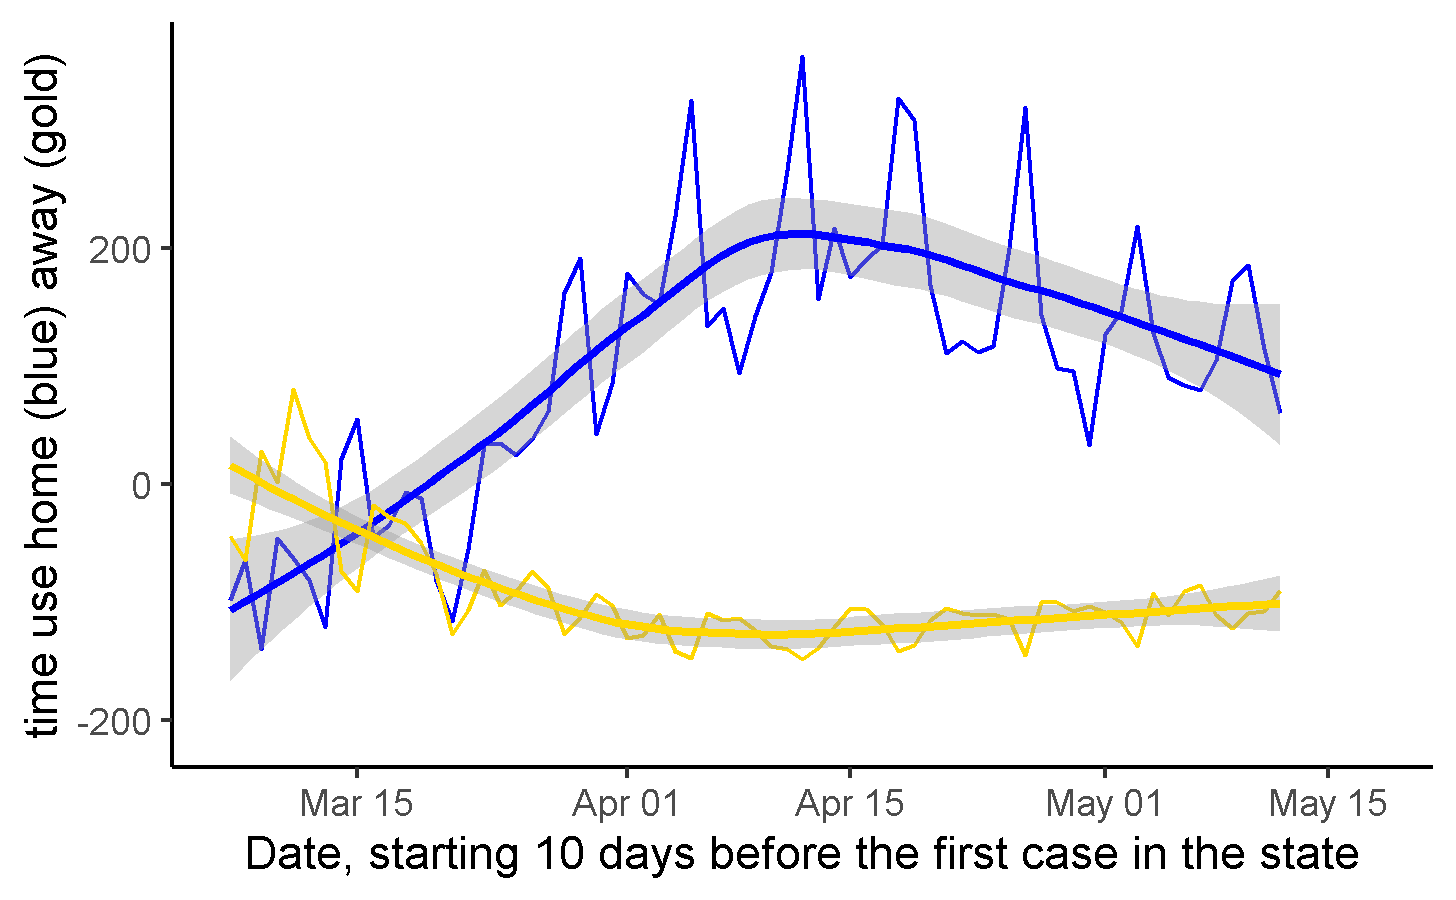 time use home (blue) away (gold)
200
0
-200
Mar 15
Apr 01
Apr 15
May 01
May 15
Date, starting 10 days before the first case in the state